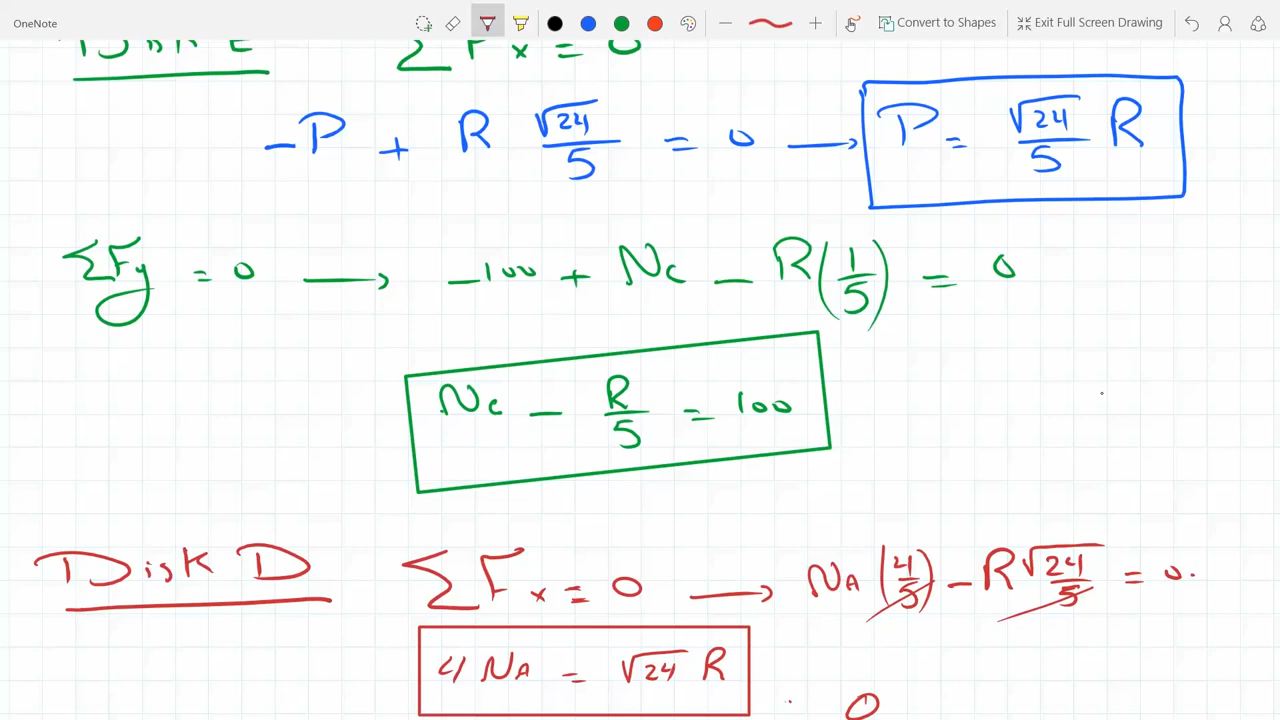 OneNote
Convert to Shapes
Exit Full Screen Drawing
Disk E ΣFx = 0
-P + R √24/5 = 0 → P = √24/5 R
ΣFy = 0 → -100 + Nc - R(1/5) = 0
Nc - R/5 = 100
Disk D ΣFx = 0 → NA (4/5) - R √24/5 = 0.
4 NA = √24 R